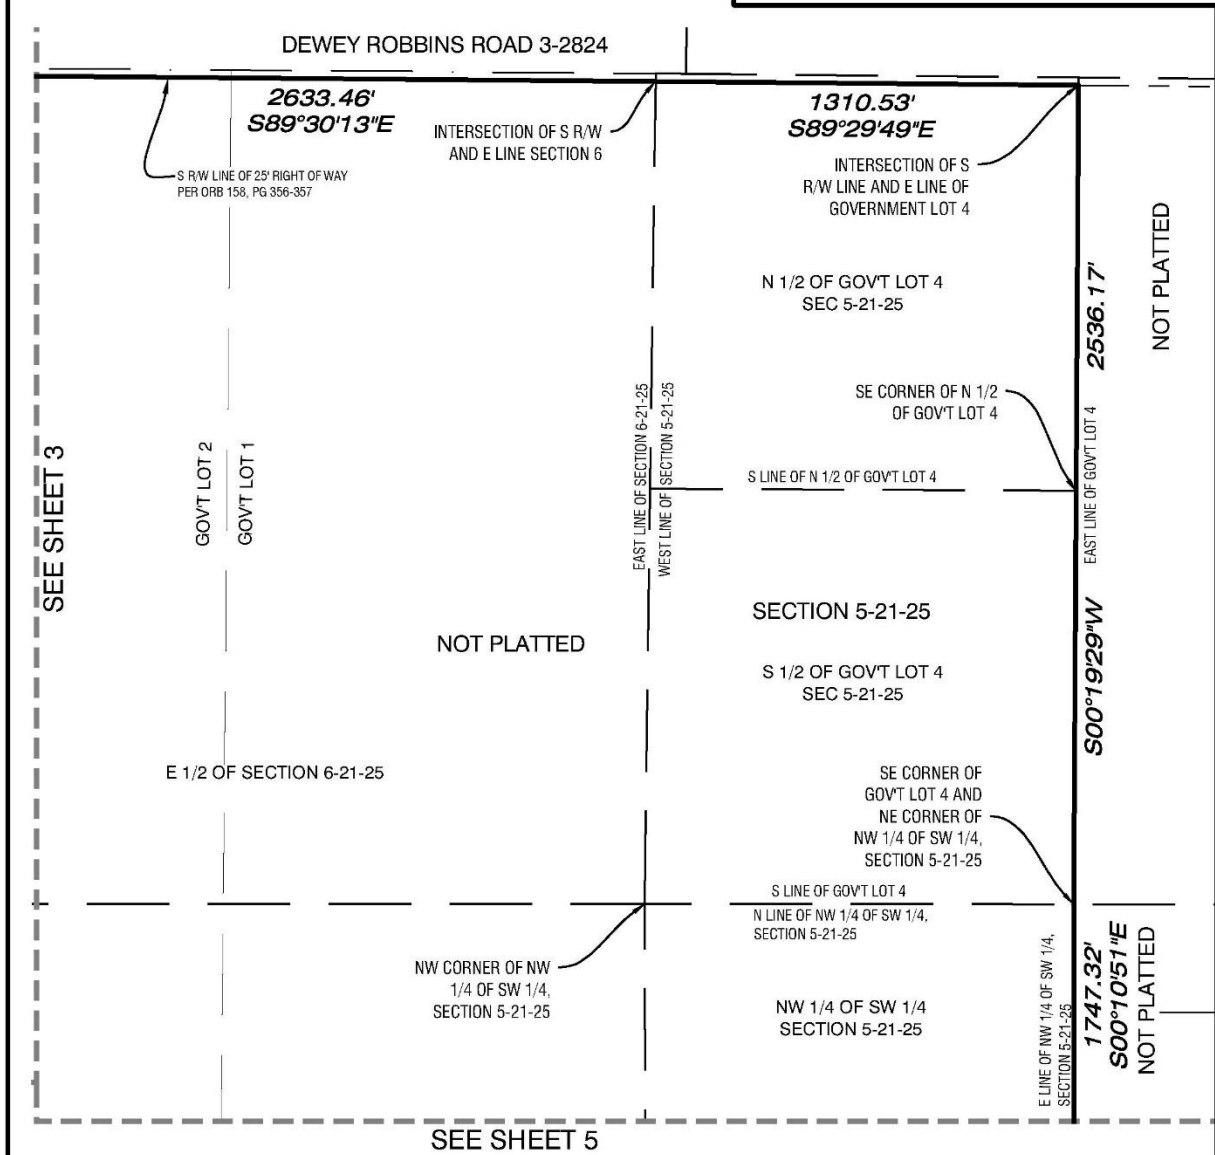 DEWEY ROBBINS ROAD 3-2824
2633.46'
S89°30'13"E
1310.53'
S89°29'49"E
INTERSECTION OF S R/W
AND E LINE SECTION 6
S R/W LINE OF 25' RIGHT OF WAY
PER ORB 158, PG 356-357
INTERSECTION OF S
R/W LINE AND E LINE OF
GOVERNMENT LOT 4
NOT PLATTED
N 1/2 OF GOV'T LOT 4
SEC 5-21-25
2536.17'
S00°19'29"W
SE CORNER OF N 1/2
OF GOV'T LOT 4
EAST LINE OF GOV'T LOT 4
EAST LINE OF SECTION 6-21-25
WEST LINE OF SECTION 5-21-25
S LINE OF N 1/2 OF GOV'T LOT 4
SEE SHEET 3
GOV'T LOT 2
GOV'T LOT 1
SECTION 5-21-25
NOT PLATTED
S 1/2 OF GOV'T LOT 4
SEC 5-21-25
E 1/2 OF SECTION 6-21-25
SE CORNER OF
GOV'T LOT 4 AND
NE CORNER OF
NW 1/4 OF SW 1/4,
SECTION 5-21-25
S LINE OF GOV'T LOT 4
N LINE OF NW 1/4 OF SW 1/4,
SECTION 5-21-25
NW CORNER OF NW
1/4 OF SW 1/4,
SECTION 5-21-25
NW 1/4 OF SW 1/4
SECTION 5-21-25
E LINE OF NW 1/4 OF SW 1/4,
SECTION 5-21-25
1747.32'
S00°10'51"E
NOT PLATTED
SEE SHEET 5